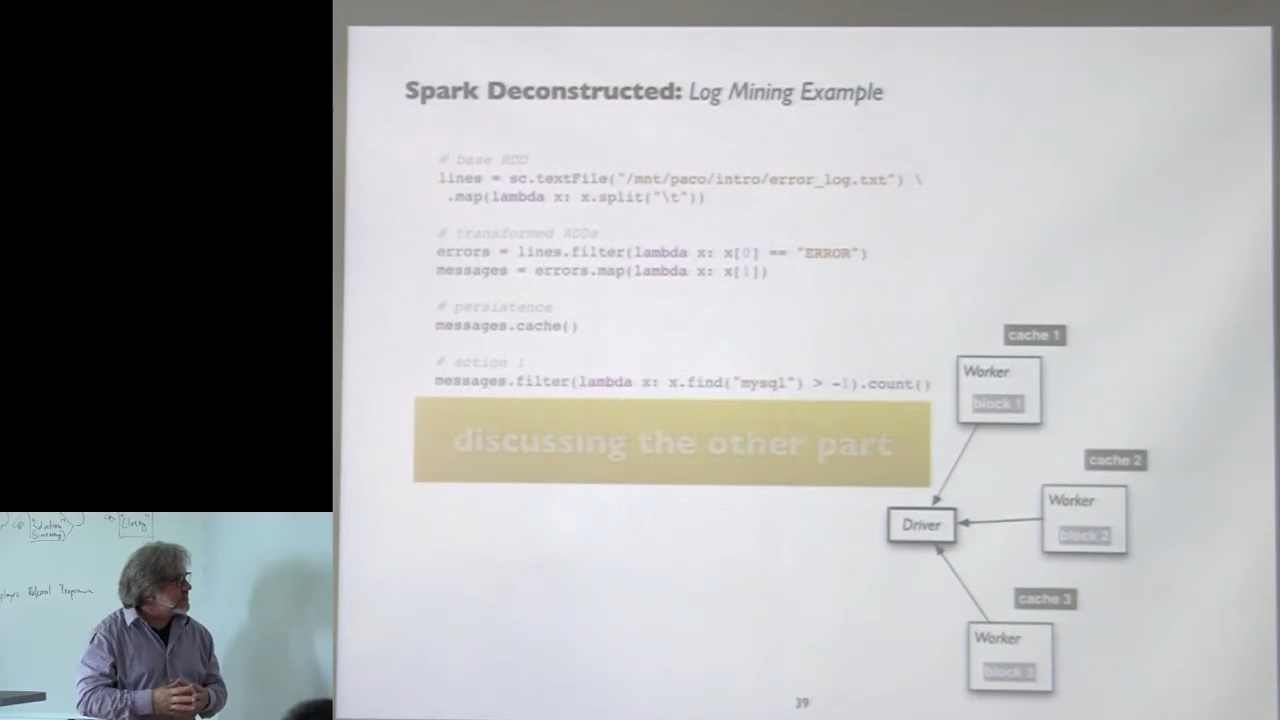 Spark Deconstructed: Log Mining Example
# base RDD
lines = sc.textFile("/mnt/paco/intro/error_log.txt") \
.map(lambda x: x.split("\t"))
# transformed RDDs
errors = lines.filter(lambda x: x[0] == "ERROR")
messages = errors.map(lambda x: x[1])
# persistence
messages.cache()
# action 1
messages.filter(lambda x: x.find("mysql") > -1).count()
discussing the other part
cache 1
Worker
block 1
cache 2
Worker
block 2
Driver
cache 3
Worker
block 3
39